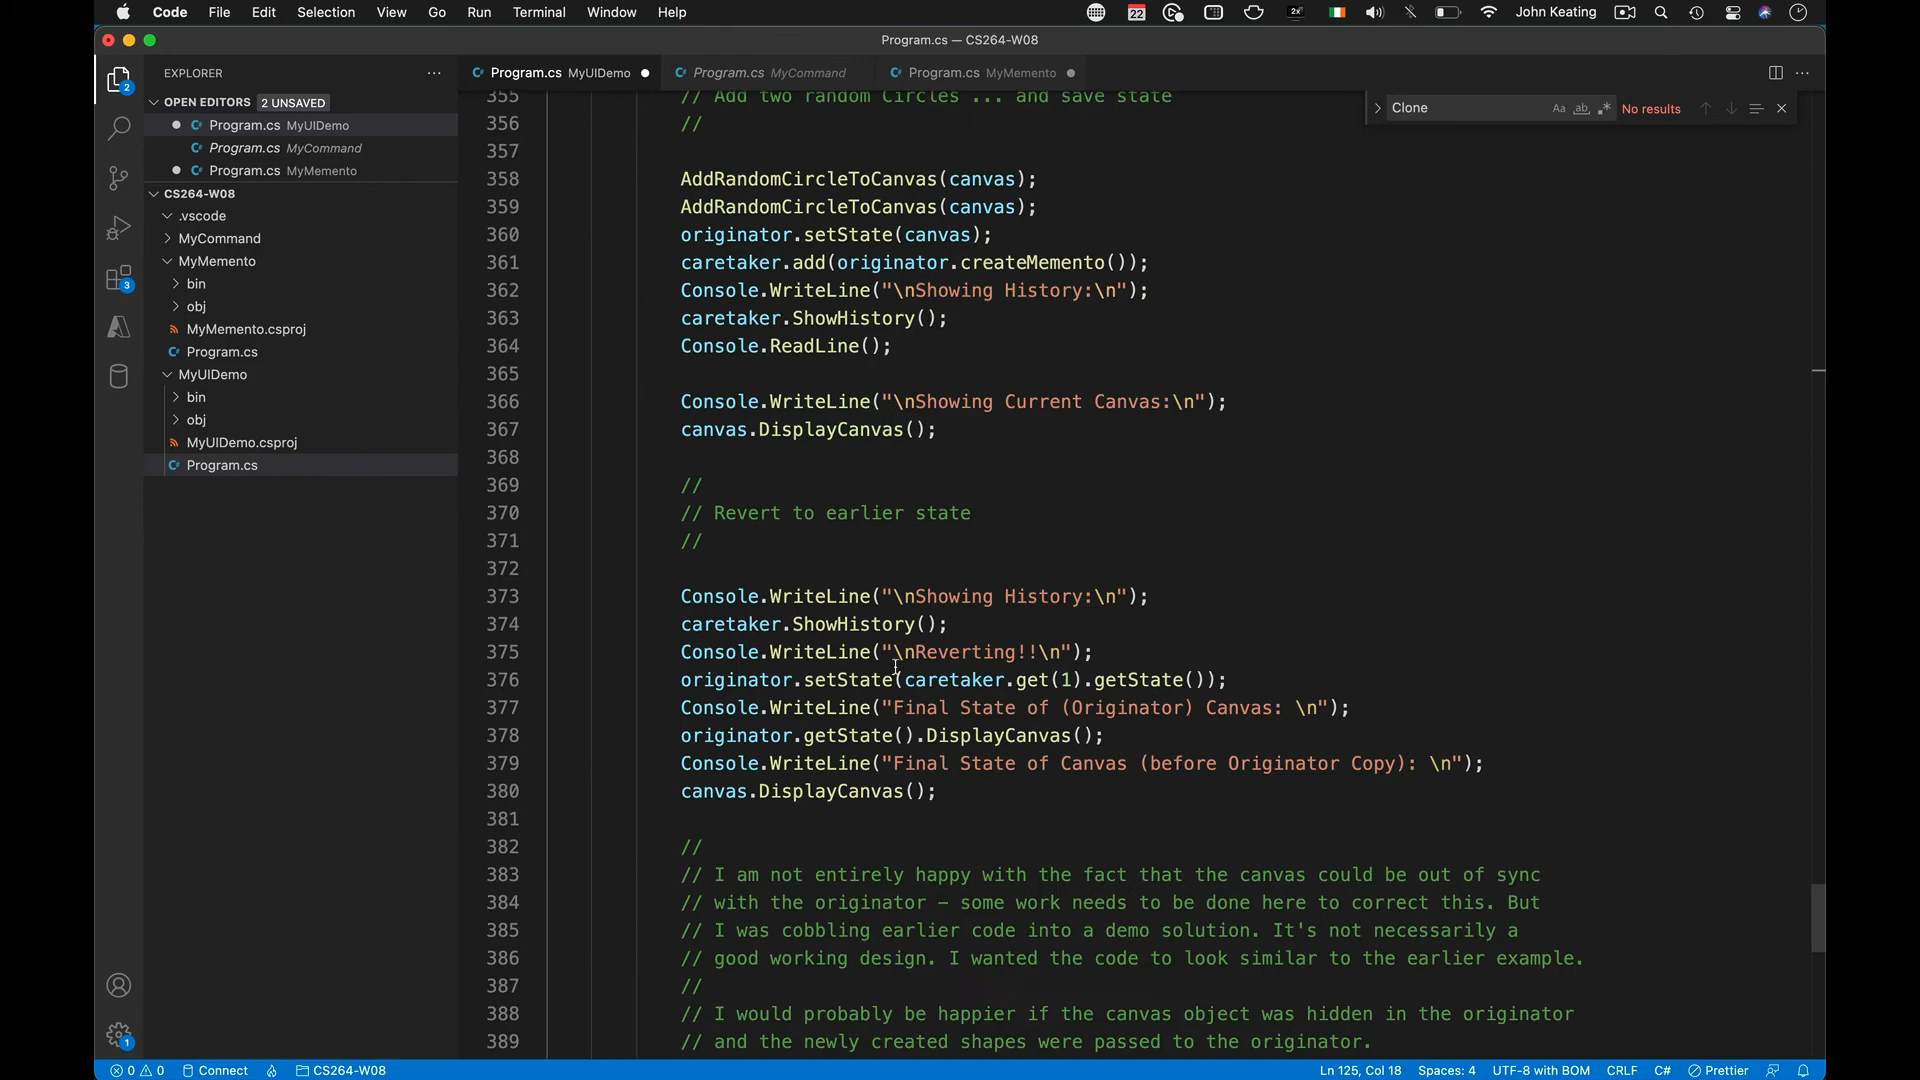 Code File Edit Selection View Go Run Terminal Window Help
22
2x
John Keating
Program.cs — CS264-W08
EXPLORER
Program.cs MyUIDemo
Program.cs MyCommand
Program.cs MyMemento
OPEN EDITORS 2 UNSAVED
Program.cs MyUIDemo
Program.cs MyCommand
Program.cs MyMemento
CS264-W08
.vscode
MyCommand
MyMemento
bin
obj
MyMemento.csproj
Program.cs
MyUIDemo
bin
obj
MyUIDemo.csproj
Program.cs
2
3
1
Clone
Aa ab .*
No results
355 // Add two random Circles ... and save state
356 //
357
358 AddRandomCircleToCanvas(canvas);
359 AddRandomCircleToCanvas(canvas);
360 originator.setState(canvas);
361 caretaker.add(originator.createMemento());
362 Console.WriteLine("\nShowing History:\n");
363 caretaker.ShowHistory();
364 Console.ReadLine();
365
366 Console.WriteLine("\nShowing Current Canvas:\n");
367 canvas.DisplayCanvas();
368
369 //
370 // Revert to earlier state
371 //
372
373 Console.WriteLine("\nShowing History:\n");
374 caretaker.ShowHistory();
375 Console.WriteLine("\nReverting!!\n");
376 originator.setState(caretaker.get(1).getState());
377 Console.WriteLine("Final State of (Originator) Canvas: \n");
378 originator.getState().DisplayCanvas();
379 Console.WriteLine("Final State of Canvas (before Originator Copy): \n");
380 canvas.DisplayCanvas();
381
382 //
383 // I am not entirely happy with the fact that the canvas could be out of sync
384 // with the originator – some work needs to be done here to correct this. But
385 // I was cobbling earlier code into a demo solution. It's not necessarily a
386 // good working design. I wanted the code to look similar to the earlier example.
387 //
388 // I would probably be happier if the canvas object was hidden in the originator
389 // and the newly created shapes were passed to the originator.
0 0 Connect CS264-W08
Ln 125, Col 18 Spaces: 4 UTF-8 with BOM CRLF C# Prettier